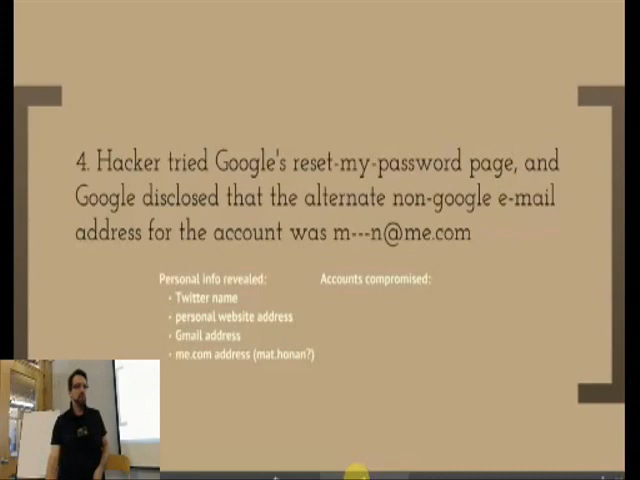 4. Hacker tried Google's reset-my-password page, and
Google disclosed that the alternate non-google e-mail
address for the account was m---n@me.com
Personal info revealed:
Accounts compromised:
• Twitter name
• personal website address
• Gmail address
• me.com address (mat.honan?)